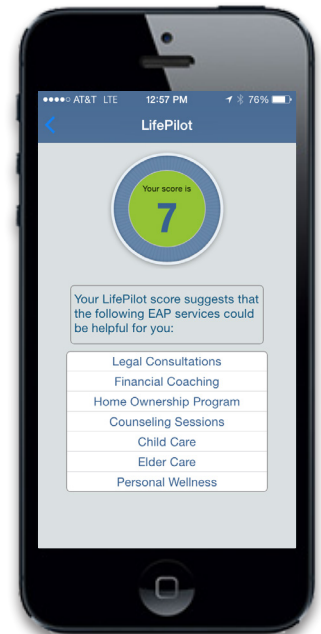 ●●●●○ AT&T LTE 12:57 PM 76%
LifePilot
Your score is
7
Your LifePilot score suggests that
the following EAP services could
be helpful for you:
Legal Consultations
Financial Coaching
Home Ownership Program
Counseling Sessions
Child Care
Elder Care
Personal Wellness